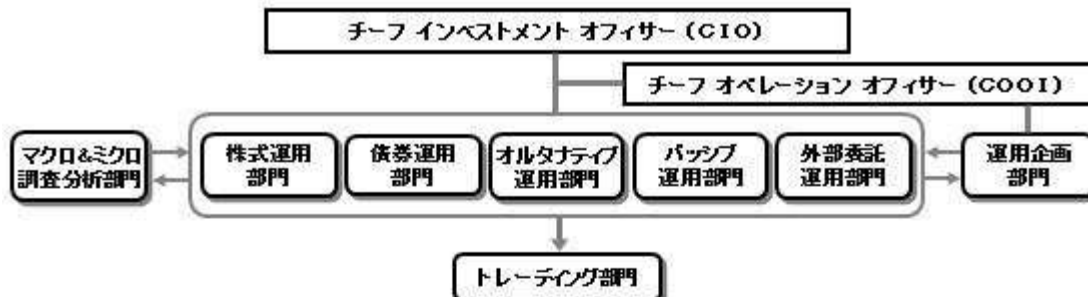 チーフ インベストメント オフィサー (CIO)
チーフ オペレーション オフィサー (COOI)
マクロ&ミクロ
調査分析部門
株式運用
部門
債券運用
部門
オルタナティブ
運用部門
パッシブ
運用部門
外部委託
運用部門
運用企画
部門
トレーディング部門